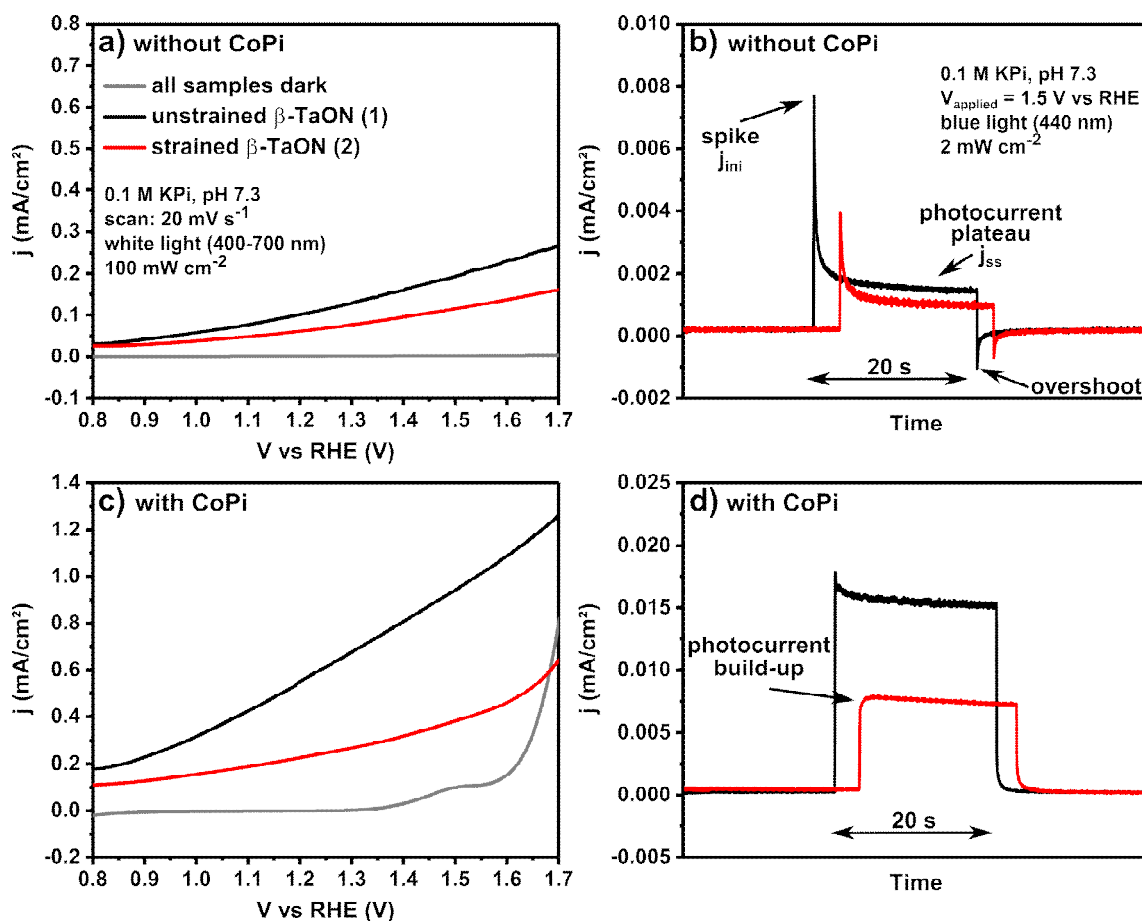 a) without CoPi
all samples dark
unstrained β-TaON (1)
strained β-TaON (2)
0.1 M KPi, pH 7.3
scan: 20 mV s⁻¹
white light (400-700 nm)
100 mW cm⁻²
j (mA/cm²)
0.8
0.7
0.6
0.5
0.4
0.3
0.2
0.1
0.0
-0.1
0.8 0.9 1.0 1.1 1.2 1.3 1.4 1.5 1.6 1.7
V vs RHE (V)
b) without CoPi
0.1 M KPi, pH 7.3
Vapplied = 1.5 V vs RHE
blue light (440 nm)
2 mW cm⁻²
spike
jini
photocurrent
plateau
jss
20 s
overshoot
j (mA/cm²)
0.010
0.008
0.006
0.004
0.002
0.000
-0.002
Time
c) with CoPi
j (mA/cm²)
1.4
1.2
1.0
0.8
0.6
0.4
0.2
0.0
-0.2
0.8 0.9 1.0 1.1 1.2 1.3 1.4 1.5 1.6 1.7
V vs RHE (V)
d) with CoPi
photocurrent
build-up
20 s
j (mA/cm²)
0.025
0.020
0.015
0.010
0.005
0.000
-0.005
Time